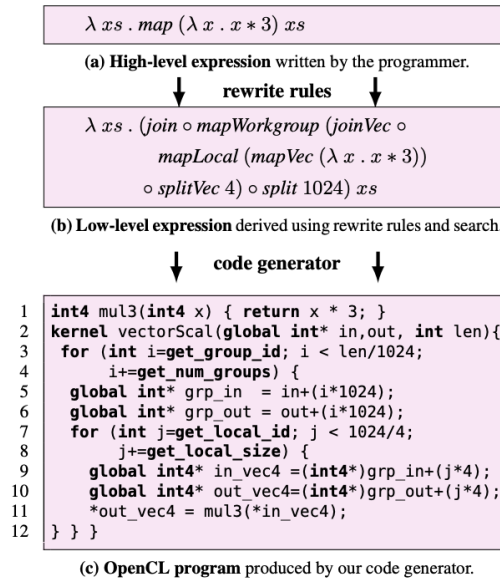 λ xs . map (λ x . x ∗ 3) xs
(a) High-level expression written by the programmer.
rewrite rules
λ xs . (join ∘ mapWorkgroup (joinVec ∘
mapLocal (mapVec (λ x . x ∗ 3))
∘ splitVec 4) ∘ split 1024) xs
(b) Low-level expression derived using rewrite rules and search.
code generator
1 int4 mul3(int4 x) { return x * 3; }
2 kernel vectorScal(global int* in,out, int len){
3 for (int i=get_group_id; i < len/1024;
4 i+=get_num_groups) {
5 global int* grp_in = in+(i*1024);
6 global int* grp_out = out+(i*1024);
7 for (int j=get_local_id; j < 1024/4;
8 j+=get_local_size) {
9 global int4* in_vec4 =(int4*)grp_in+(j*4);
10 global int4* out_vec4=(int4*)grp_out+(j*4);
11 *out_vec4 = mul3(*in_vec4);
12 } } }
(c) OpenCL program produced by our code generator.